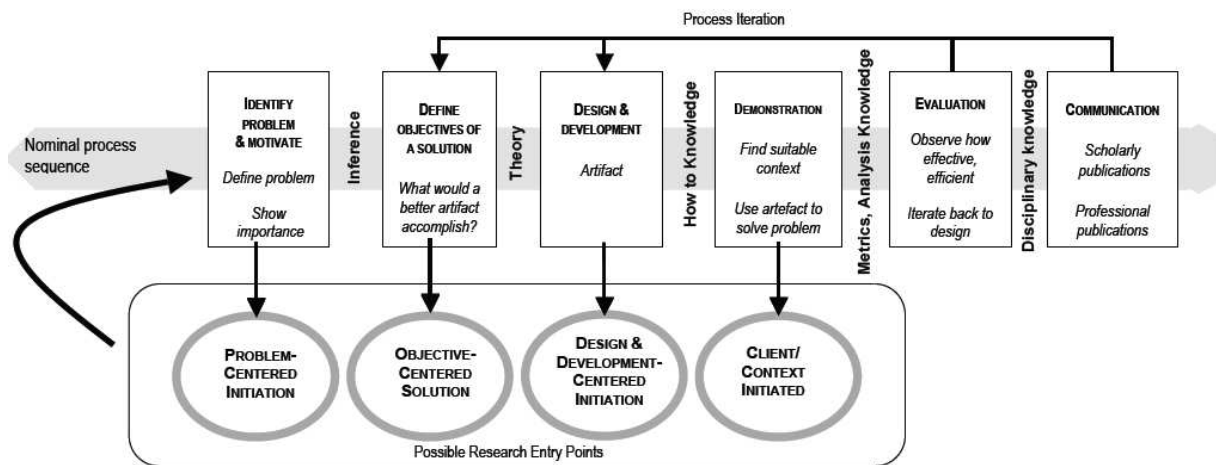 Process Iteration
Nominal process
sequence
IDENTIFY
PROBLEM
& MOTIVATE
Define problem
Show
importance
Inference
DEFINE
OBJECTIVES OF
A SOLUTION
What would a
better artifact
accomplish?
Theory
DESIGN &
DEVELOPMENT
Artifact
How to Knowledge
DEMONSTRATION
Find suitable
context
Use artefact to
solve problem
Metrics, Analysis Knowledge
EVALUATION
Observe how
effective,
efficient
Iterate back to
design
Disciplinary knowledge
COMMUNICATION
Scholarly
publications
Professional
publications
PROBLEM-
CENTERED
INITIATION
OBJECTIVE-
CENTERED
SOLUTION
DESIGN &
DEVELOPMENT-
CENTERED
INITIATION
CLIENT/
CONTEXT
INITIATED
Possible Research Entry Points